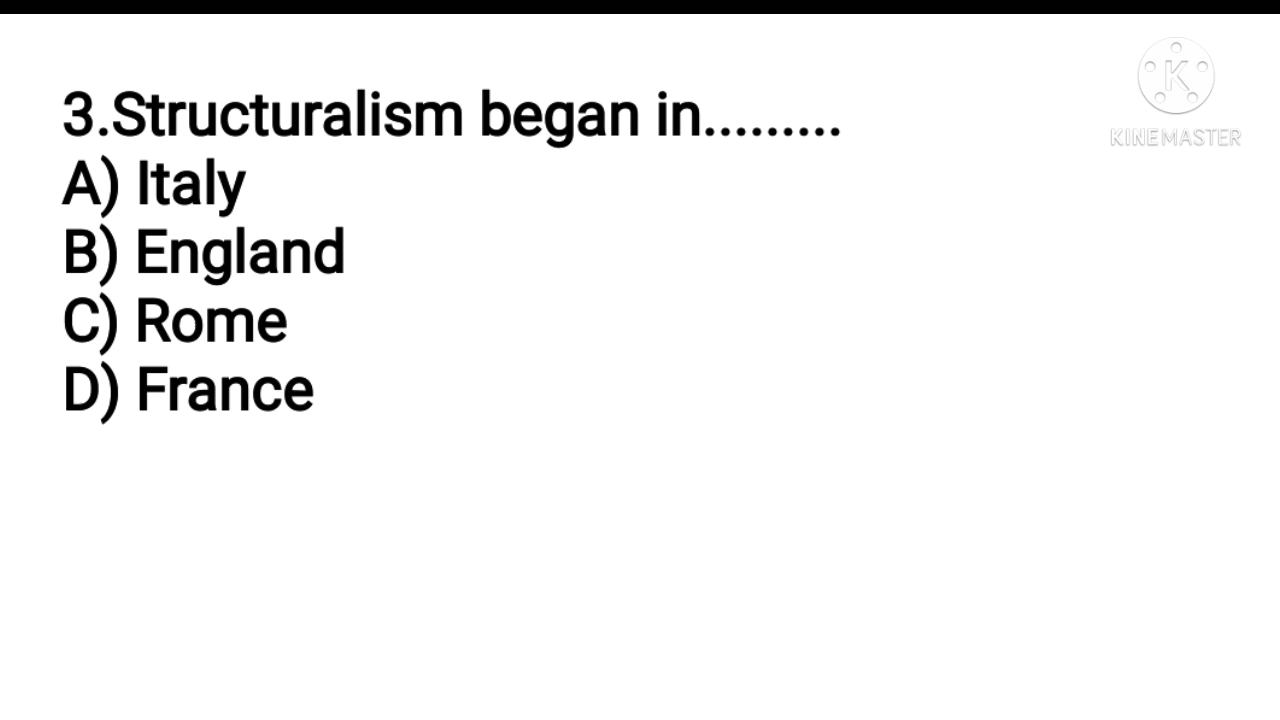 3.Structuralism began in.........
A) Italy
B) England
C) Rome
D) France
K
KINEMASTER